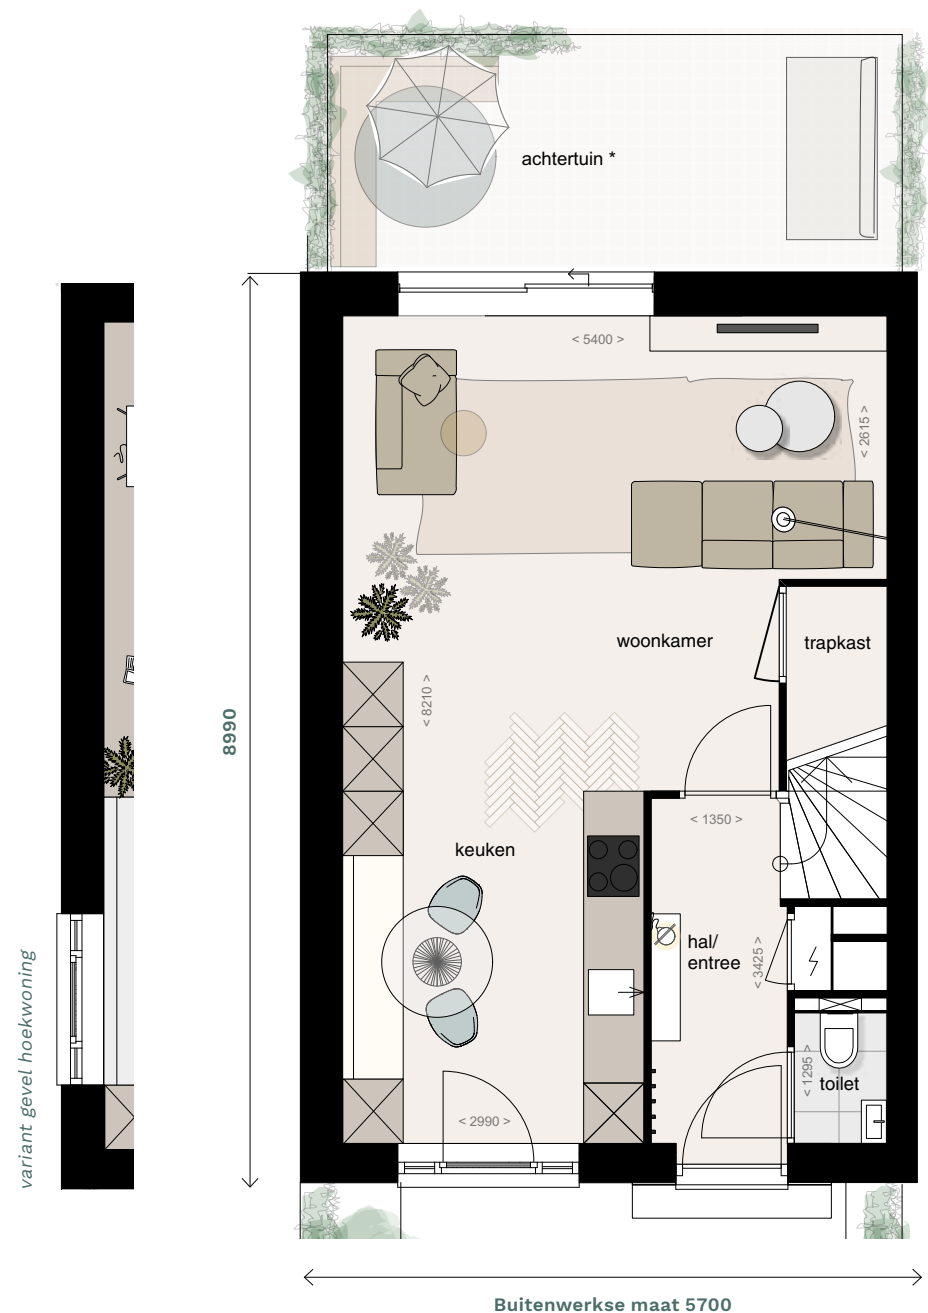 achtertuin *
< 5400 >
< 2615 >
woonkamer
trapkast
< 8210 >
8990
< 1350 >
keuken
hal/
entree
< 3425 >
variant gevel hoekwoning
< 1295 >
toilet
< 2990 >
Buitenwerkse maat 5700